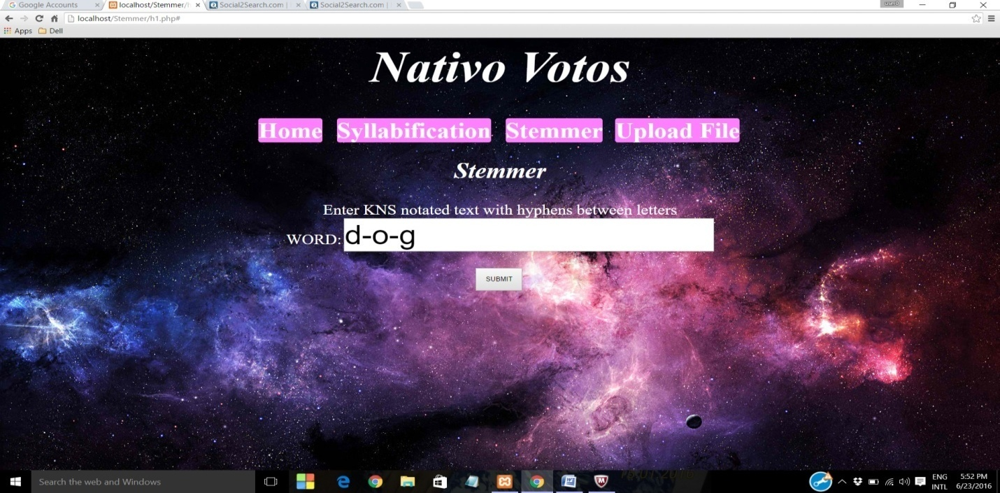 Google Accounts
localhost/Stemmer/h
Social2Search.com |
Social2Search.com |
user0
localhost/Stemmer/h1.php#
Apps Dell
Nativo Votos
Home Syllabification Stemmer Upload File
Stemmer
Enter KNS notated text with hyphens between letters
WORD: d-o-g
SUBMIT
Search the web and Windows
ENG
INTL
5:52 PM
6/23/2016